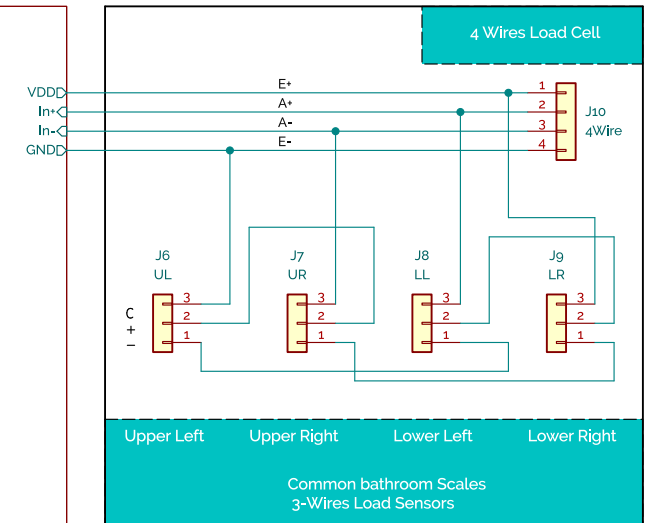 4 Wires Load Cell
VDD
E+
1
In+
A+
2
J10
In-
A-
3
4Wire
GND
E-
4
J6
J7
J8
J9
UL
UR
LL
LR
C
3
3
3
3
+
2
2
2
2
–
1
1
1
1
Upper Left
Upper Right
Lower Left
Lower Right
Common bathroom Scales
3-Wires Load Sensors